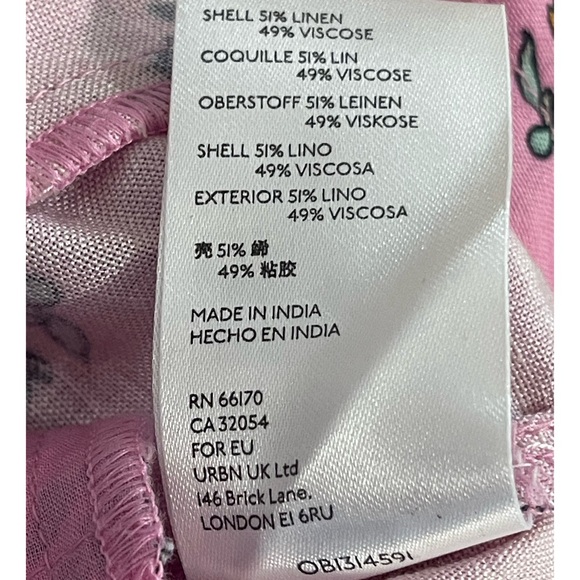 SHELL 51% LINEN
49% VISCOSE
COQUILLE 51% LIN
49% VISCOSE
OBERSTOFF 51% LEINEN
49% VISKOSE
SHELL 51% LINO
49% VISCOSA
EXTERIOR 51% LINO
49% VISCOSA
壳 51%
49% 粘胶
MADE IN INDIA
HECHO EN INDIA
RN 66170
CA 32054
FOR EU
URBN UK Ltd
146 Brick Lane,
LONDON E1 6RU
OB1314591